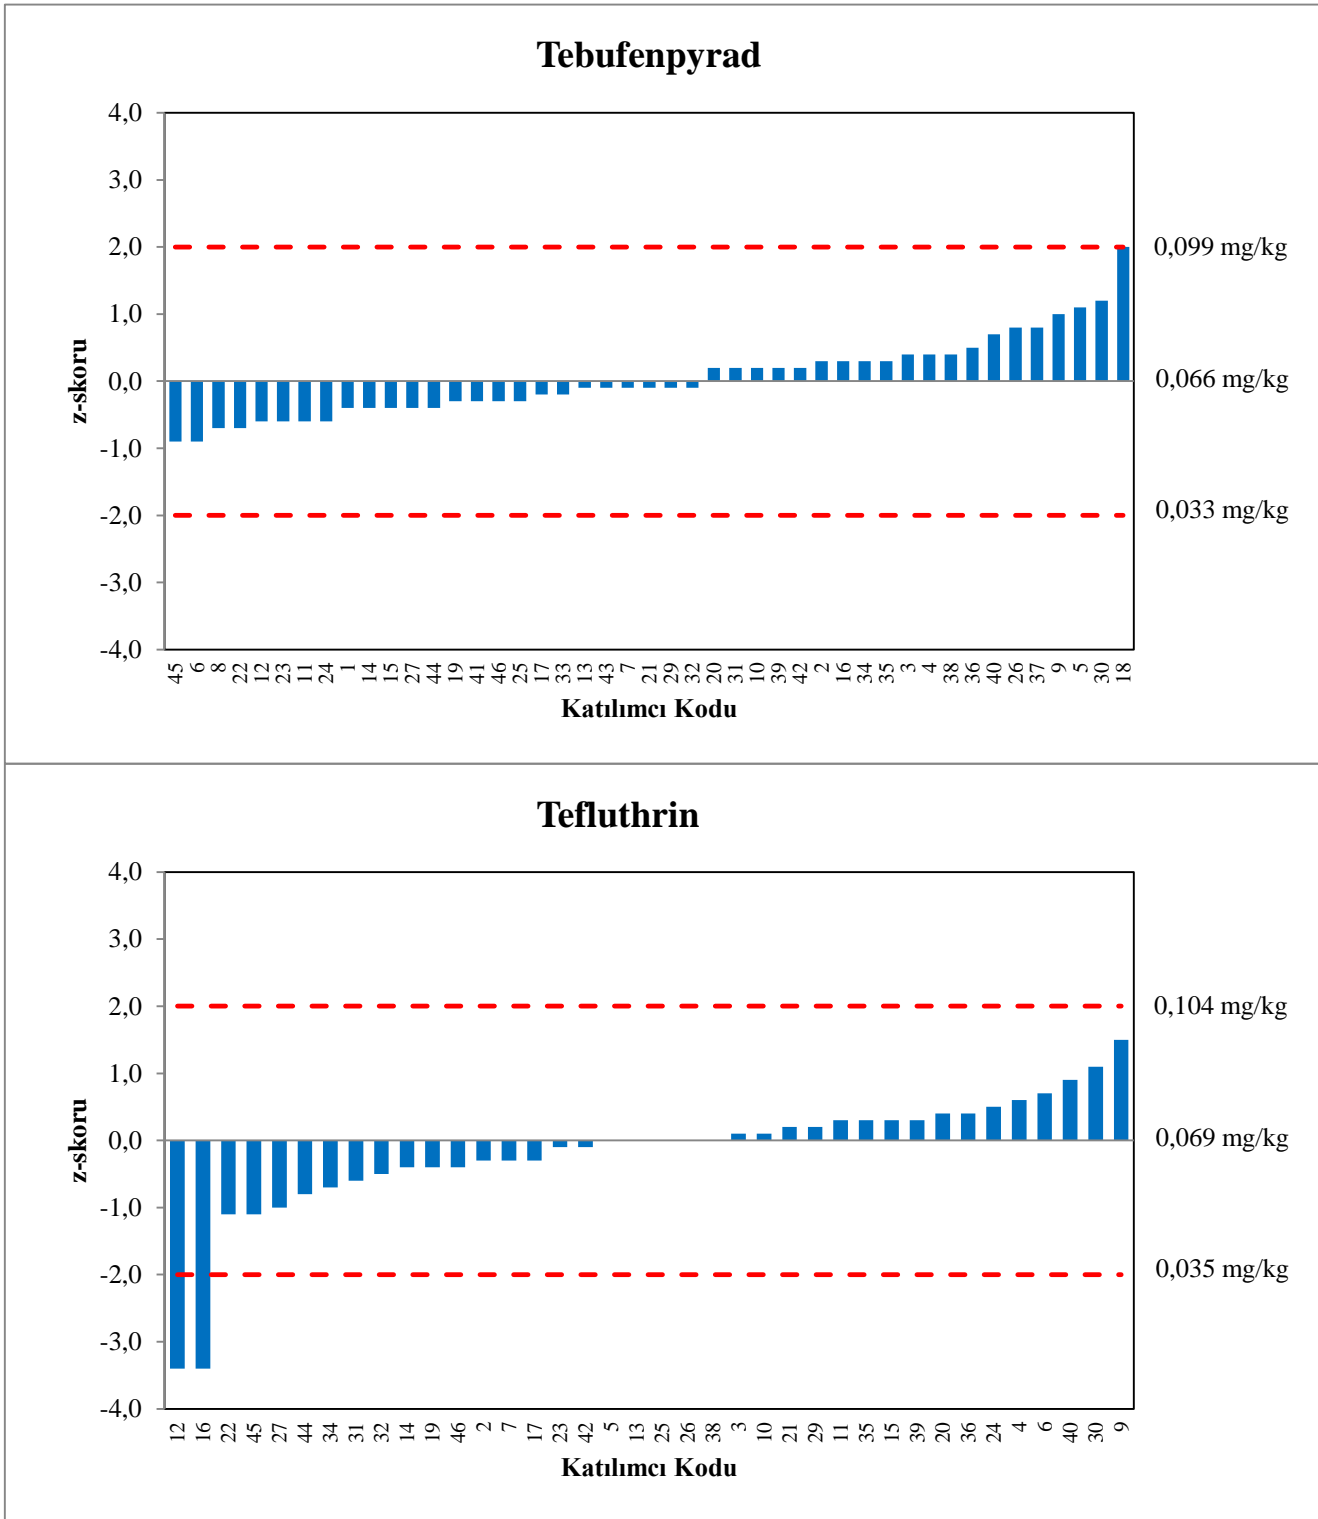 Tebufenpyrad
4,0
3,0
2,0
1,0
0,0
-1,0
-2,0
-3,0
-4,0
z-skoru
0,099 mg/kg
0,066 mg/kg
0,033 mg/kg
45 6 8 22 12 23 11 24 1 14 15 27 44 19 41 46 25 17 33 13 43 7 21 29 32 20 31 10 39 42 2 16 34 35 3 4 38 36 40 26 37 9 5 30 18
Katılımcı Kodu
Tefluthrin
4,0
3,0
2,0
1,0
0,0
-1,0
-2,0
-3,0
-4,0
z-skoru
0,104 mg/kg
0,069 mg/kg
0,035 mg/kg
12 16 22 45 27 44 34 31 32 14 19 46 2 7 17 23 42 5 13 25 26 38 3 10 21 29 11 35 15 39 20 36 24 4 6 40 30 9
Katılımcı Kodu